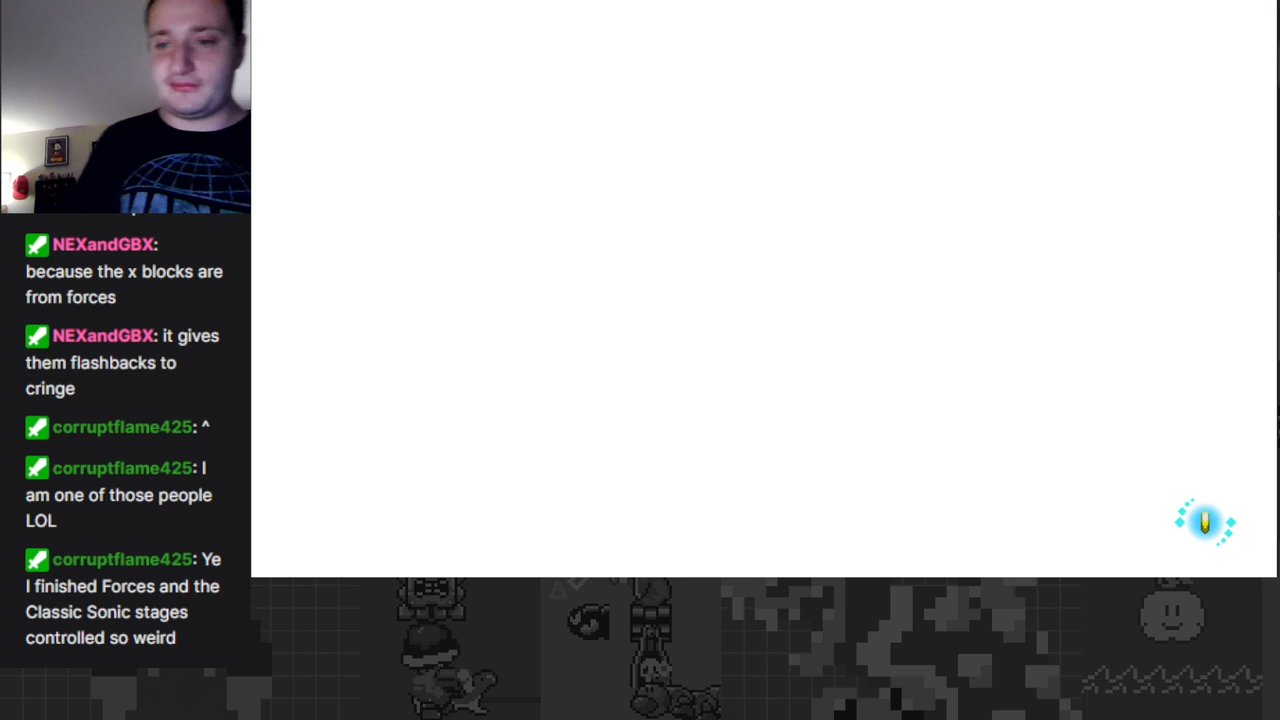 NEXandGBX:
because the x blocks are
from forces
NEXandGBX: it gives
them flashbacks to
cringe
corruptflame425: ^
corruptflame425: I
am one of those people
LOL
corruptflame425: Ye
I finished Forces and the
Classic Sonic stages
controlled so weird